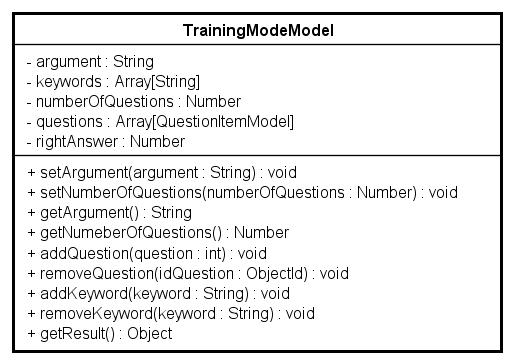 TrainingModeModel
- argument : String
- keywords : Array[String]
- numberOfQuestions : Number
- questions : Array[QuestionItemModel]
- rightAnswer : Number
+ setArgument(argument : String) : void
+ setNumberOfQuestions(numberOfQuestions : Number) : void
+ getArgument() : String
+ getNumeberOfQuestions() : Number
+ addQuestion(question : int) : void
+ removeQuestion(idQuestion : ObjectId) : void
+ addKeyword(keyword : String) : void
+ removeKeyword(keyword : String) : void
+ getResult() : Object